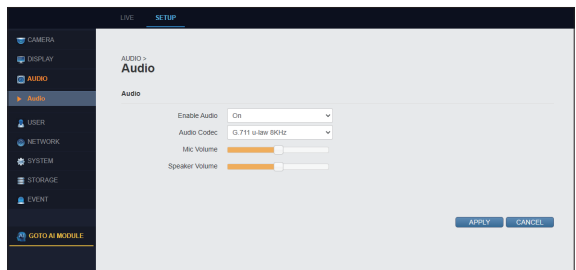 LIVE SETUP
CAMERA
DISPLAY
AUDIO
Audio
USER
NETWORK
SYSTEM
STORAGE
EVENT
GOTO AI MODULE
AUDIO >
Audio
Audio
Enable Audio On
Audio Codec G.711 u-law 8KHz
Mic Volume
Speaker Volume
APPLY CANCEL